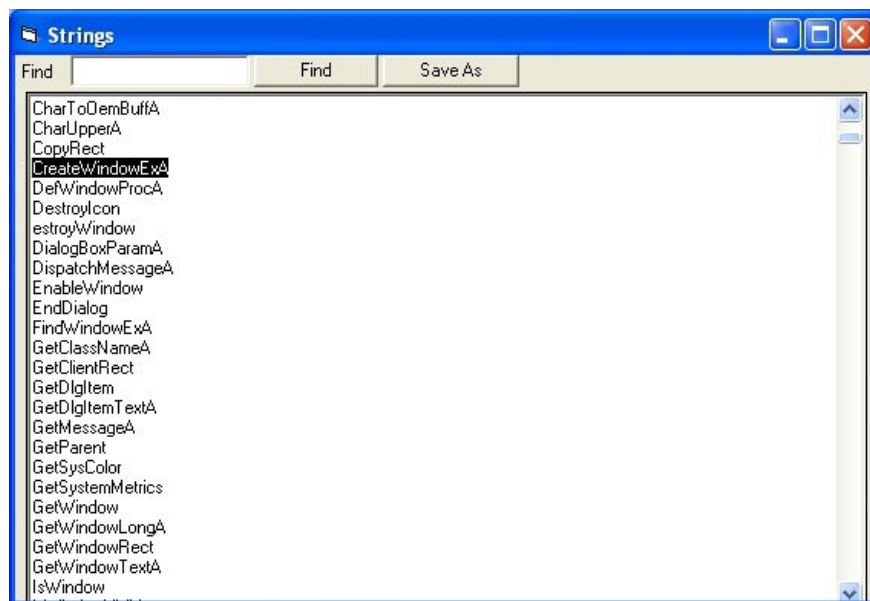 Strings
Find Find Save As
CharToOemBuffA
CharUpperA
CopyRect
CreateWindowExA
DefWindowProcA
DestroyIcon
estroyWindow
DialogBoxParamA
DispatchMessageA
EnableWindow
EndDialog
FindWindowExA
GetClassNameA
GetClientRect
GetDlgItem
GetDlgItemTextA
GetMessageA
GetParent
GetSysColor
GetSystemMetrics
GetWindow
GetWindowLongA
GetWindowRect
GetWindowTextA
IsWindow